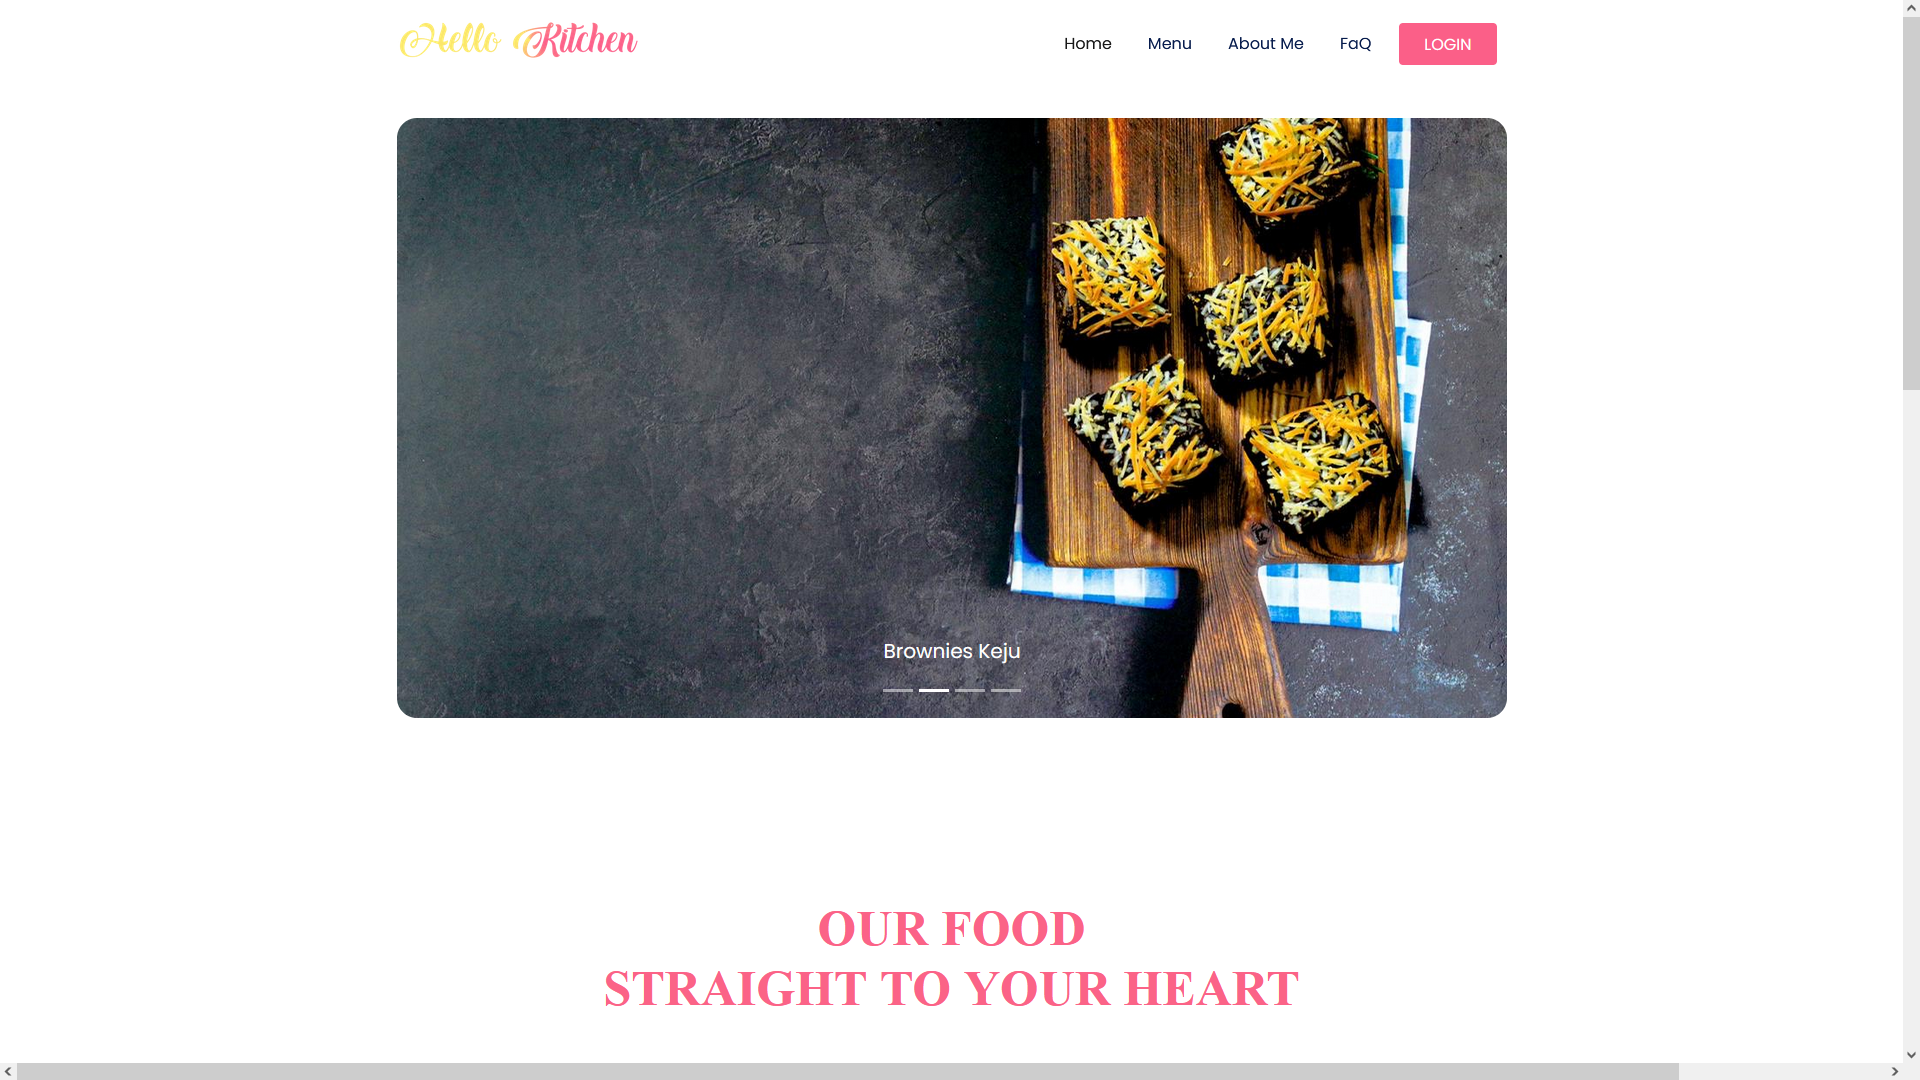 Hello Kitchen
Home
Menu
About Me
FaQ
LOGIN
Brownies Keju
OUR FOOD
STRAIGHT TO YOUR HEART